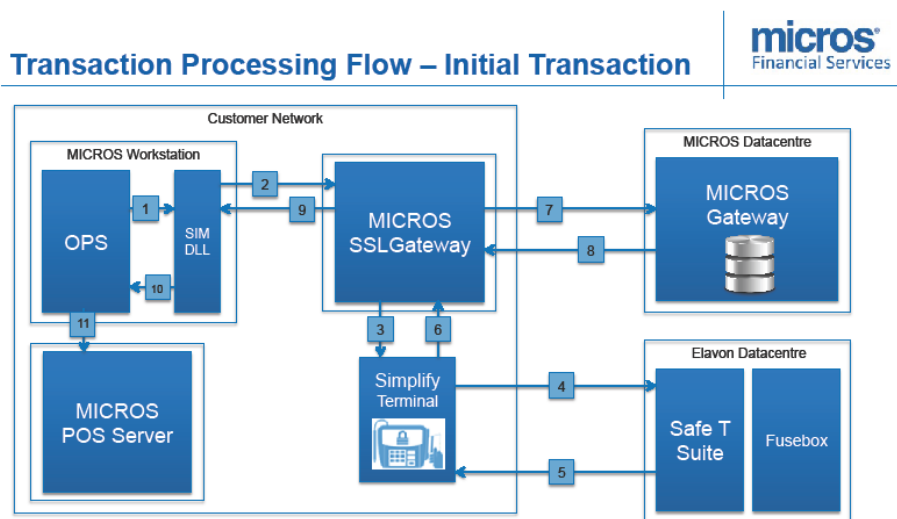 micros®
Financial Services
Transaction Processing Flow – Initial Transaction
Customer Network
MICROS Workstation
OPS
1
SIM
DLL
2
9
10
11
MICROS
SSLGateway
7
8
MICROS Datacentre
MICROS
Gateway
3
6
MICROS
POS Server
Simplify
Terminal
4
5
Elavon Datacentre
Safe T
Suite
Fusebox